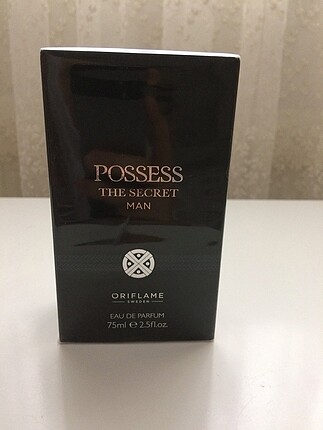 POSSESS
THE SECRET
MAN
ORIFLAME
SWEDEN
EAU DE PARFUM
75ml ℮ 2.5fl.oz.